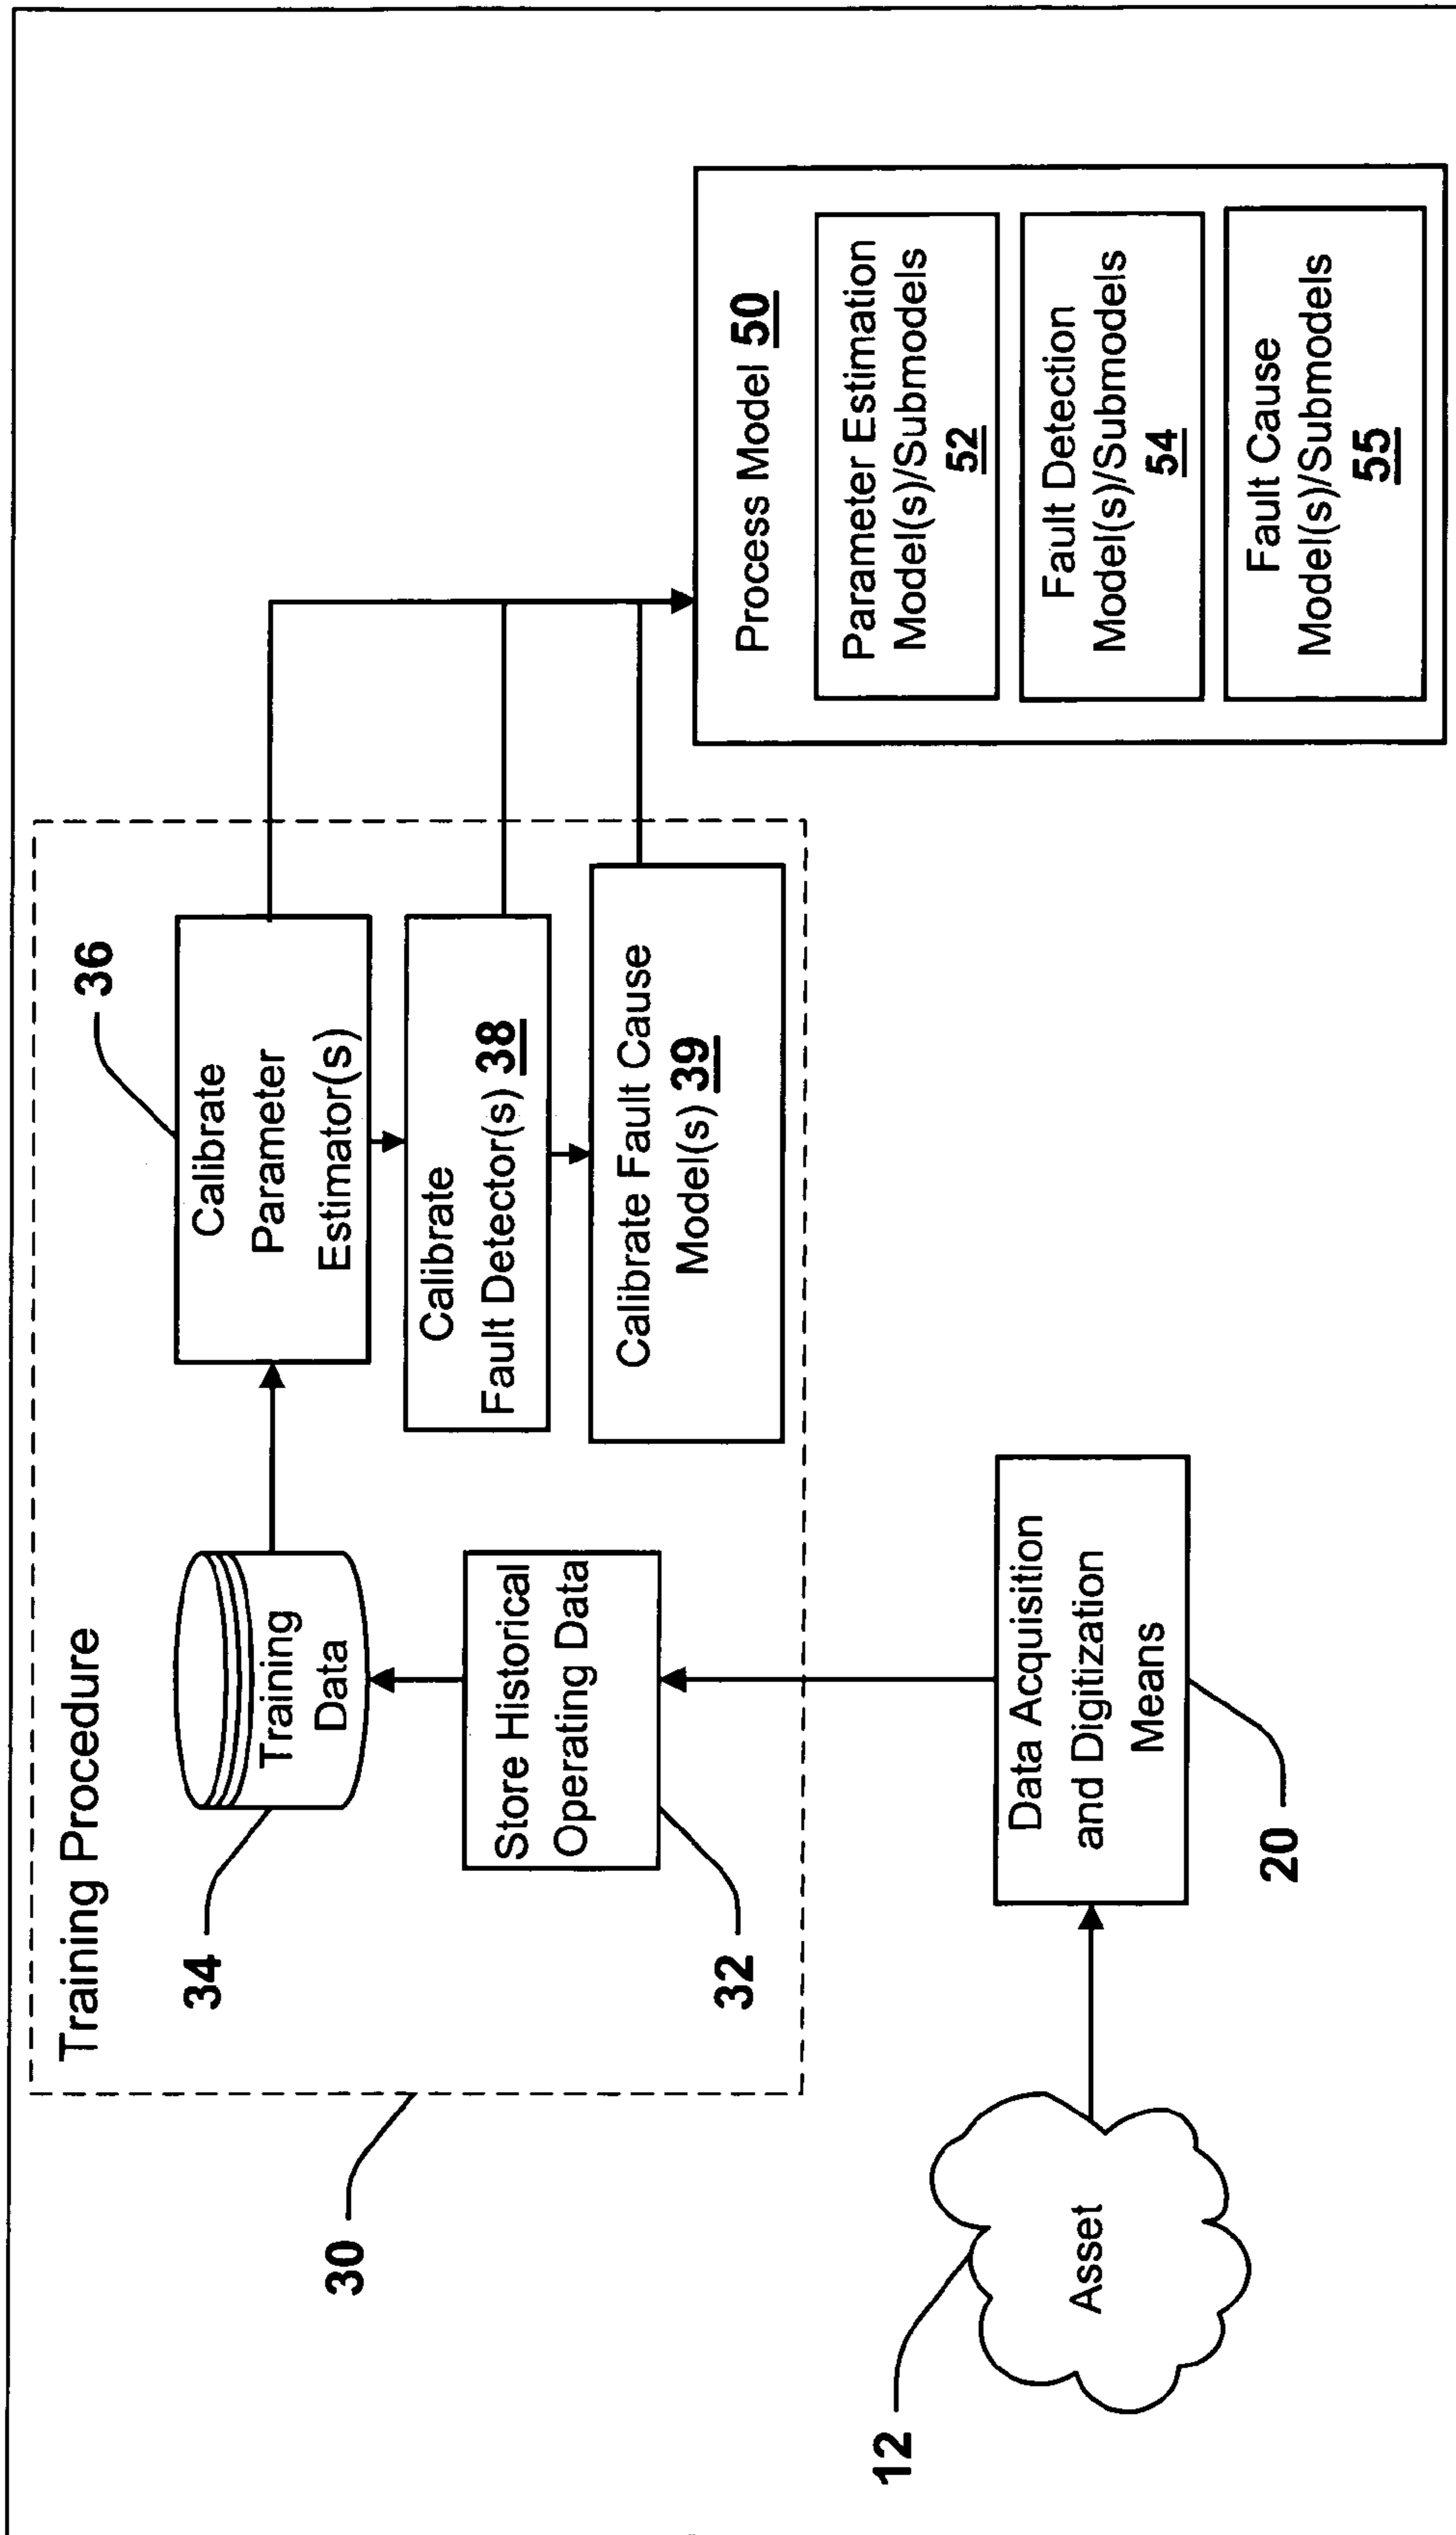 Training Procedure
36
34
Training
Data
Calibrate
Parameter
Estimator(s)
Store Historical
Operating Data
Calibrate
Fault Detector(s) 38
Calibrate Fault Cause
Model(s) 39
30
32
Process Model 50
Parameter Estimation
Model(s)/Submodels
52
Fault Detection
Model(s)/Submodels
54
Fault Cause
Model(s)/Submodels
55
12
Asset
Data Acquisition
and Digitization
Means
20